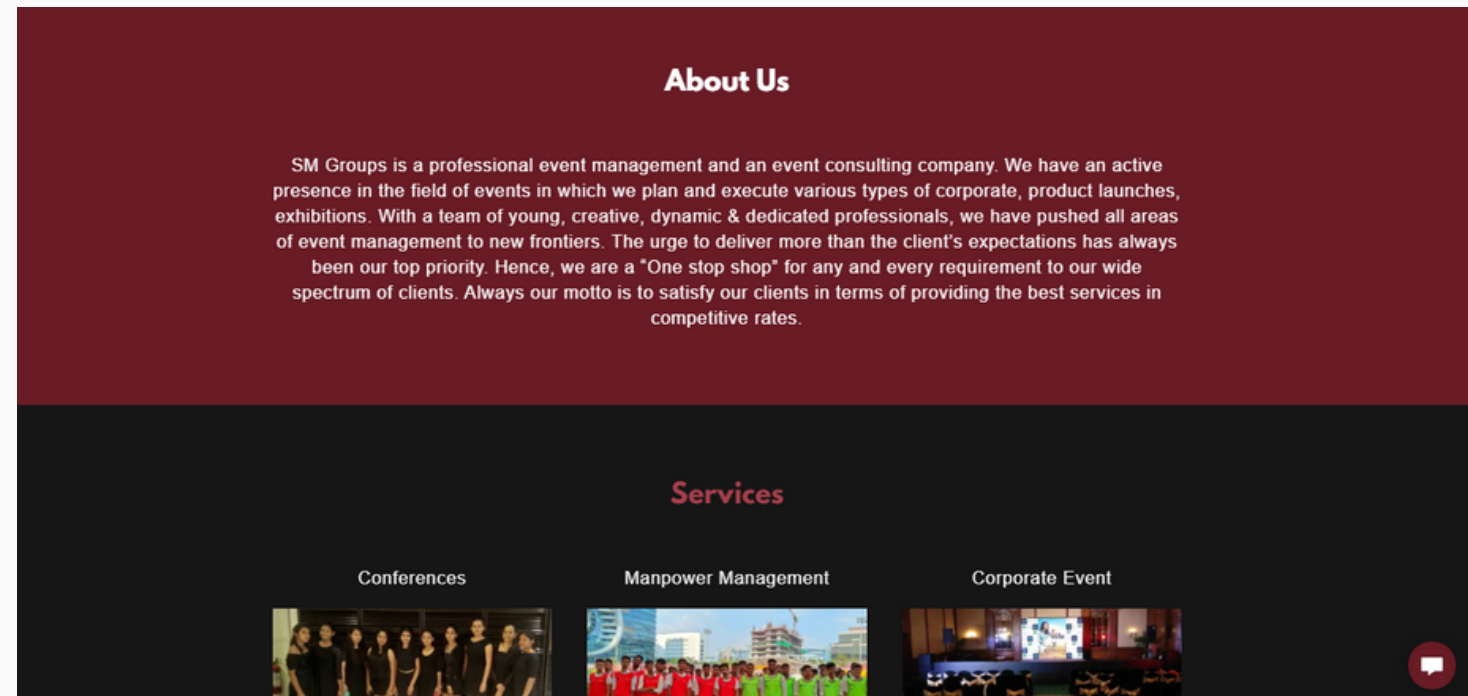 About Us
SM Groups is a professional event management and an event consulting company. We have an active
presence in the field of events in which we plan and execute various types of corporate, product launches,
exhibitions. With a team of young, creative, dynamic & dedicated professionals, we have pushed all areas
of event management to new frontiers. The urge to deliver more than the client's expectations has always
been our top priority. Hence, we are a “One stop shop” for any and every requirement to our wide
spectrum of clients. Always our motto is to satisfy our clients in terms of providing the best services in
competitive rates.
Services
Conferences
Manpower Management
Corporate Event